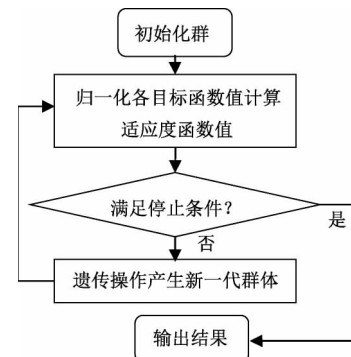 初始化群
归一化各目标函数值计算
适应度函数值
满足停止条件?
是
否
遗传操作产生新一代群体
输出结果